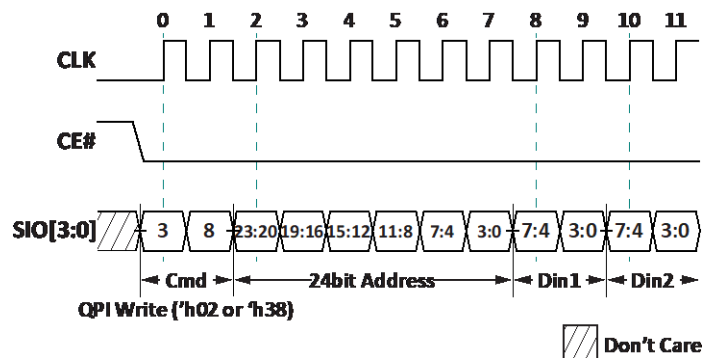 0 1 2 3 4 5 6 7 8 9 10 11
CLK
CE#
SIO[3:0] 3 8 23:20 19:16 15:12 11:8 7:4 3:0 7:4 3:0 7:4 3:0
Cmd 24bit Address Din1 Din2
QPI Write ('h02 or 'h38)
Don't Care